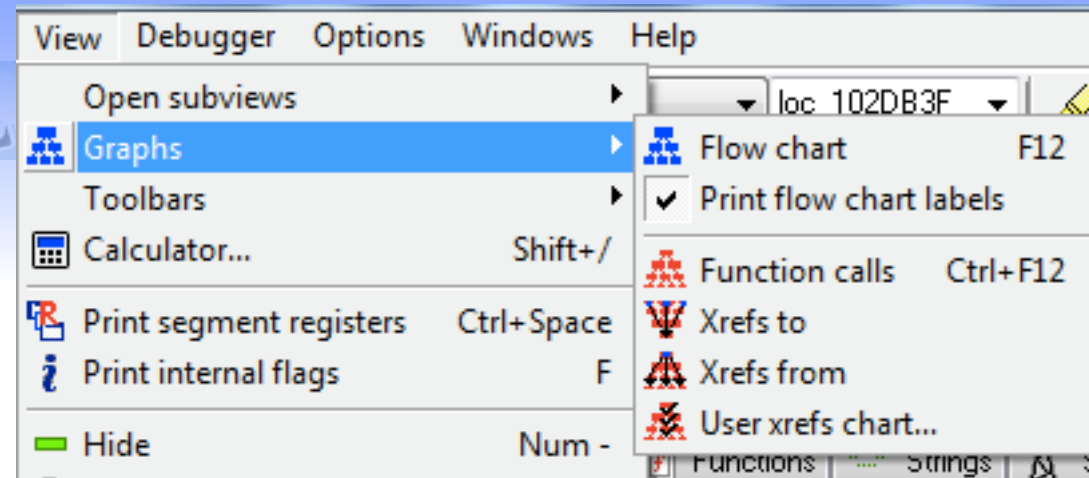 View Debugger Options Windows Help
Open subviews
loc_102DB3F
Graphs
Flow chart F12
Toolbars
Print flow chart labels
Calculator... Shift+/
Function calls Ctrl+F12
Print segment registers Ctrl+Space
Xrefs to
Print internal flags F
Xrefs from
User xrefs chart...
Hide Num -
Functions Strings